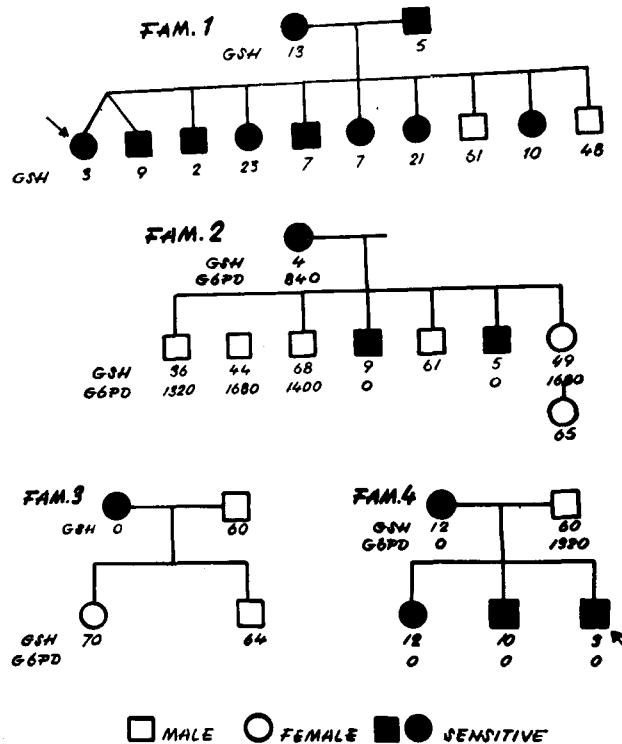 FAM. 1
GSH 13 5
GSH 3 9 2 23 7 7 21 61 10 48
FAM. 2
GSH 4
G6PD 840
GSH 36 44 68 9 61 5 49
G6PD 1320 1680 1400 0 0 1680
65
FAM. 3
GSH 0 60
GSH 70 64
G6PD
FAM. 4
GSH 12 60
G6PD 0 1980
12 10 3
0 0 0
MALE FEMALE SENSITIVE